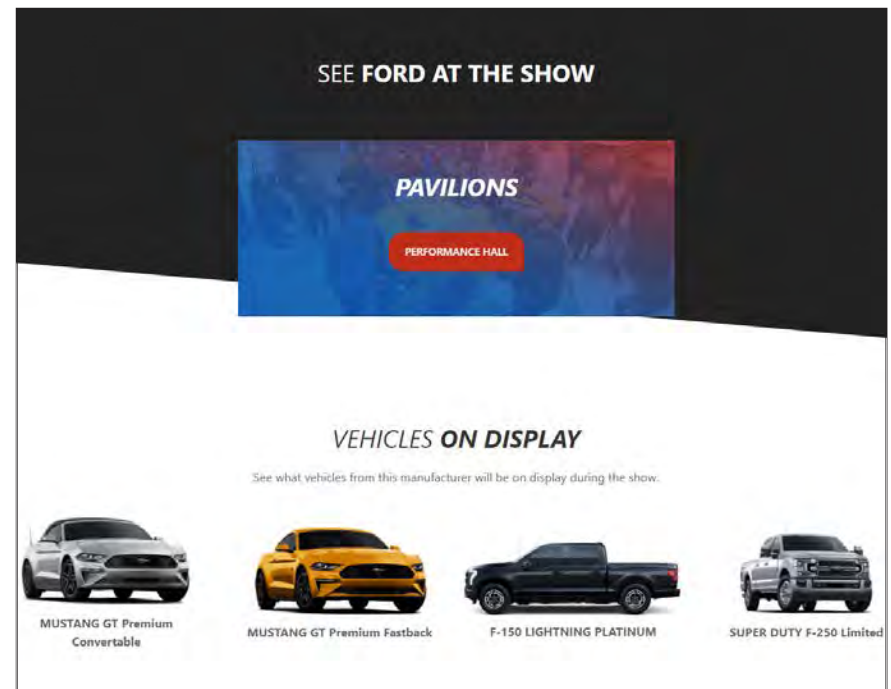 SEE FORD AT THE SHOW
PAVILIONS
PERFORMANCE HALL
VEHICLES ON DISPLAY
See what vehicles from this manufacturer will be on display during the show.
MUSTANG GT Premium
Convertable
MUSTANG GT Premium Fastback
F-150 LIGHTNING PLATINUM
SUPER DUTY F-250 Limited